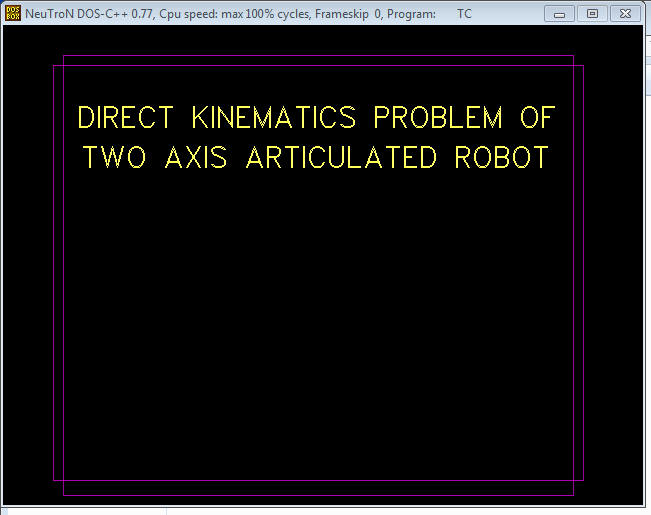 NeuTroN DOS-C++ 0.77, Cpu speed: max 100% cycles, Frameskip 0, Program: TC
DIRECT KINEMATICS PROBLEM OF
TWO AXIS ARTICULATED ROBOT